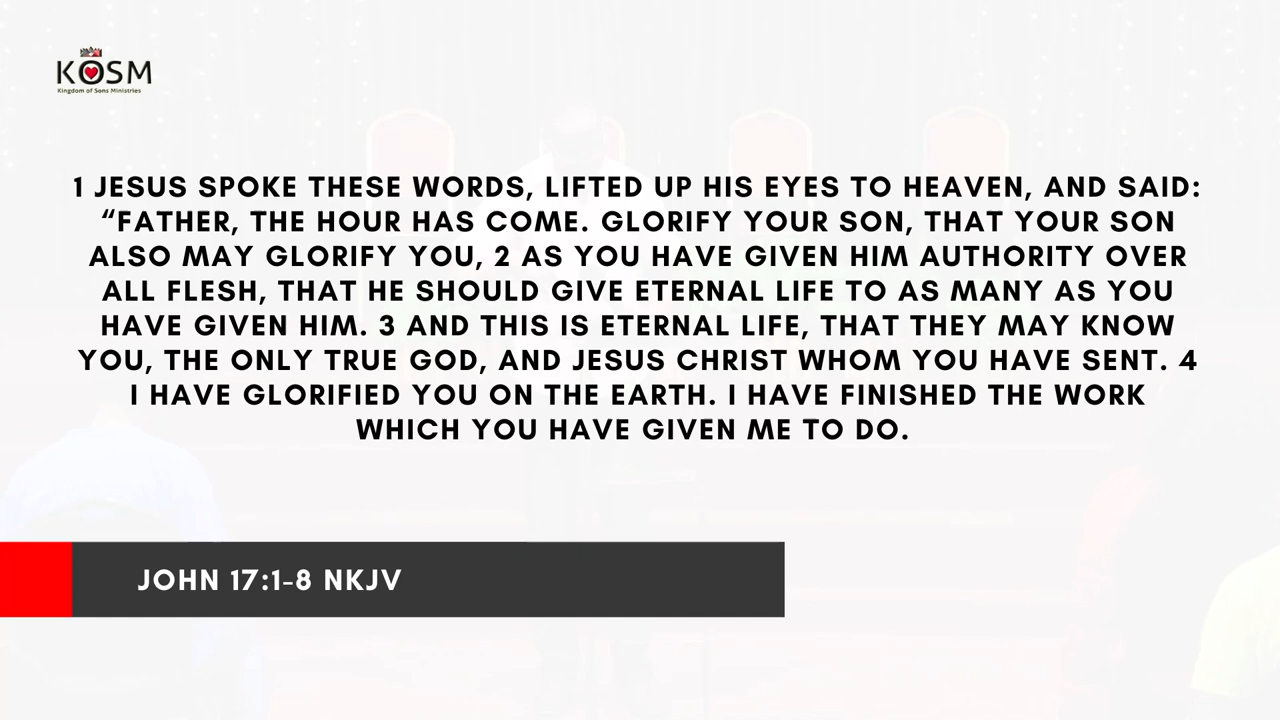 KOSM
Kingdom of Sons Ministries
1 JESUS SPOKE THESE WORDS, LIFTED UP HIS EYES TO HEAVEN, AND SAID:
“FATHER, THE HOUR HAS COME. GLORIFY YOUR SON, THAT YOUR SON
ALSO MAY GLORIFY YOU, 2 AS YOU HAVE GIVEN HIM AUTHORITY OVER
ALL FLESH, THAT HE SHOULD GIVE ETERNAL LIFE TO AS MANY AS YOU
HAVE GIVEN HIM. 3 AND THIS IS ETERNAL LIFE, THAT THEY MAY KNOW
YOU, THE ONLY TRUE GOD, AND JESUS CHRIST WHOM YOU HAVE SENT. 4
I HAVE GLORIFIED YOU ON THE EARTH. I HAVE FINISHED THE WORK
WHICH YOU HAVE GIVEN ME TO DO.
JOHN 17:1-8 NKJV